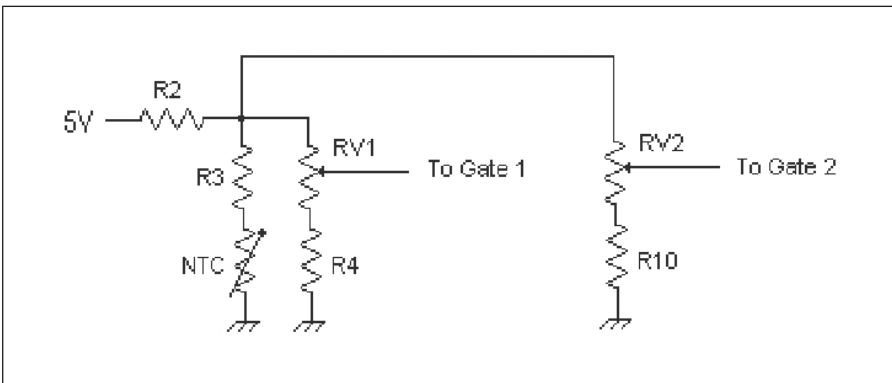 R2
5V
RV1
RV2
R3
To Gate 1
To Gate 2
NTC
R4
R10